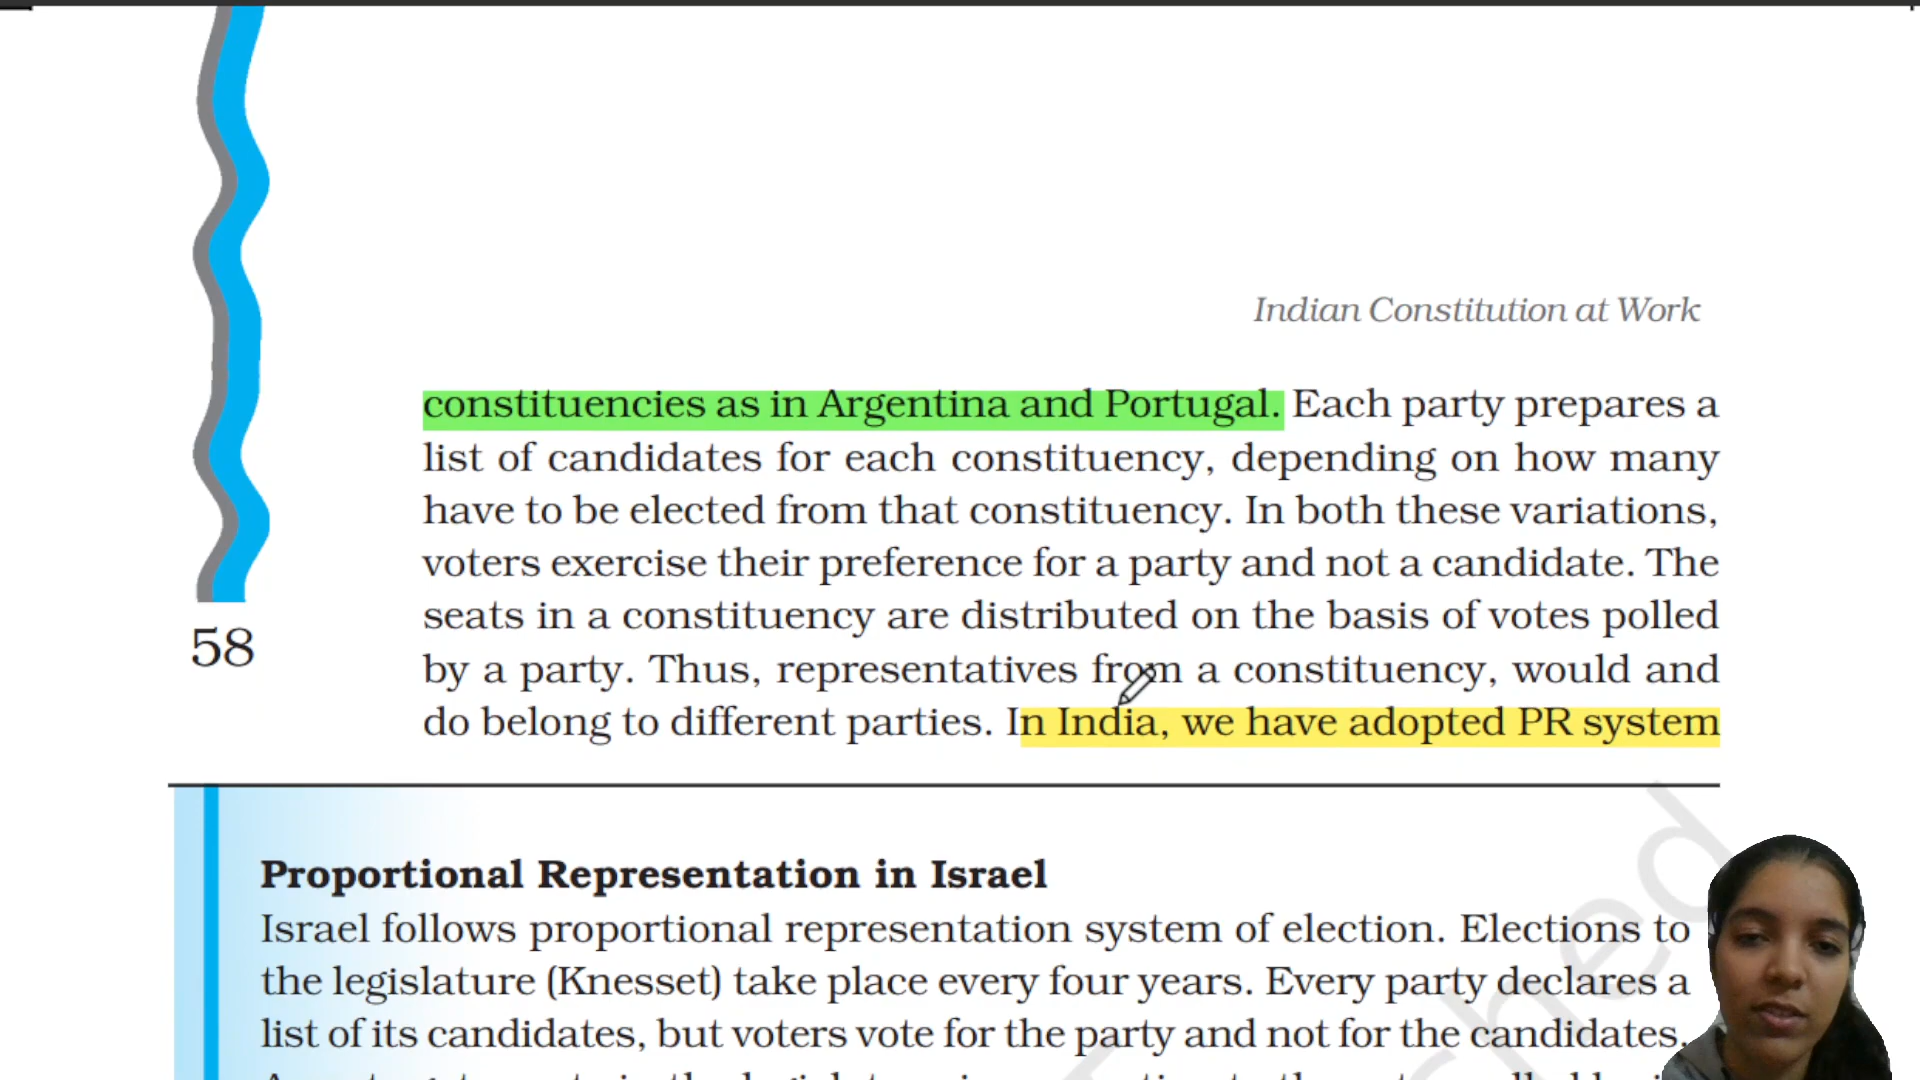 Indian Constitution at Work
constituencies as in Argentina and Portugal. Each party prepares a
list of candidates for each constituency, depending on how many
have to be elected from that constituency. In both these variations,
voters exercise their preference for a party and not a candidate. The
seats in a constituency are distributed on the basis of votes polled
58
by a party. Thus, representatives from a constituency, would and
do belong to different parties. In India, we have adopted PR system
Proportional Representation in Israel
Israel follows proportional representation system of election. Elections to
the legislature (Knesset) take place every four years. Every party declares a
list of its candidates, but voters vote for the party and not for the candidates.